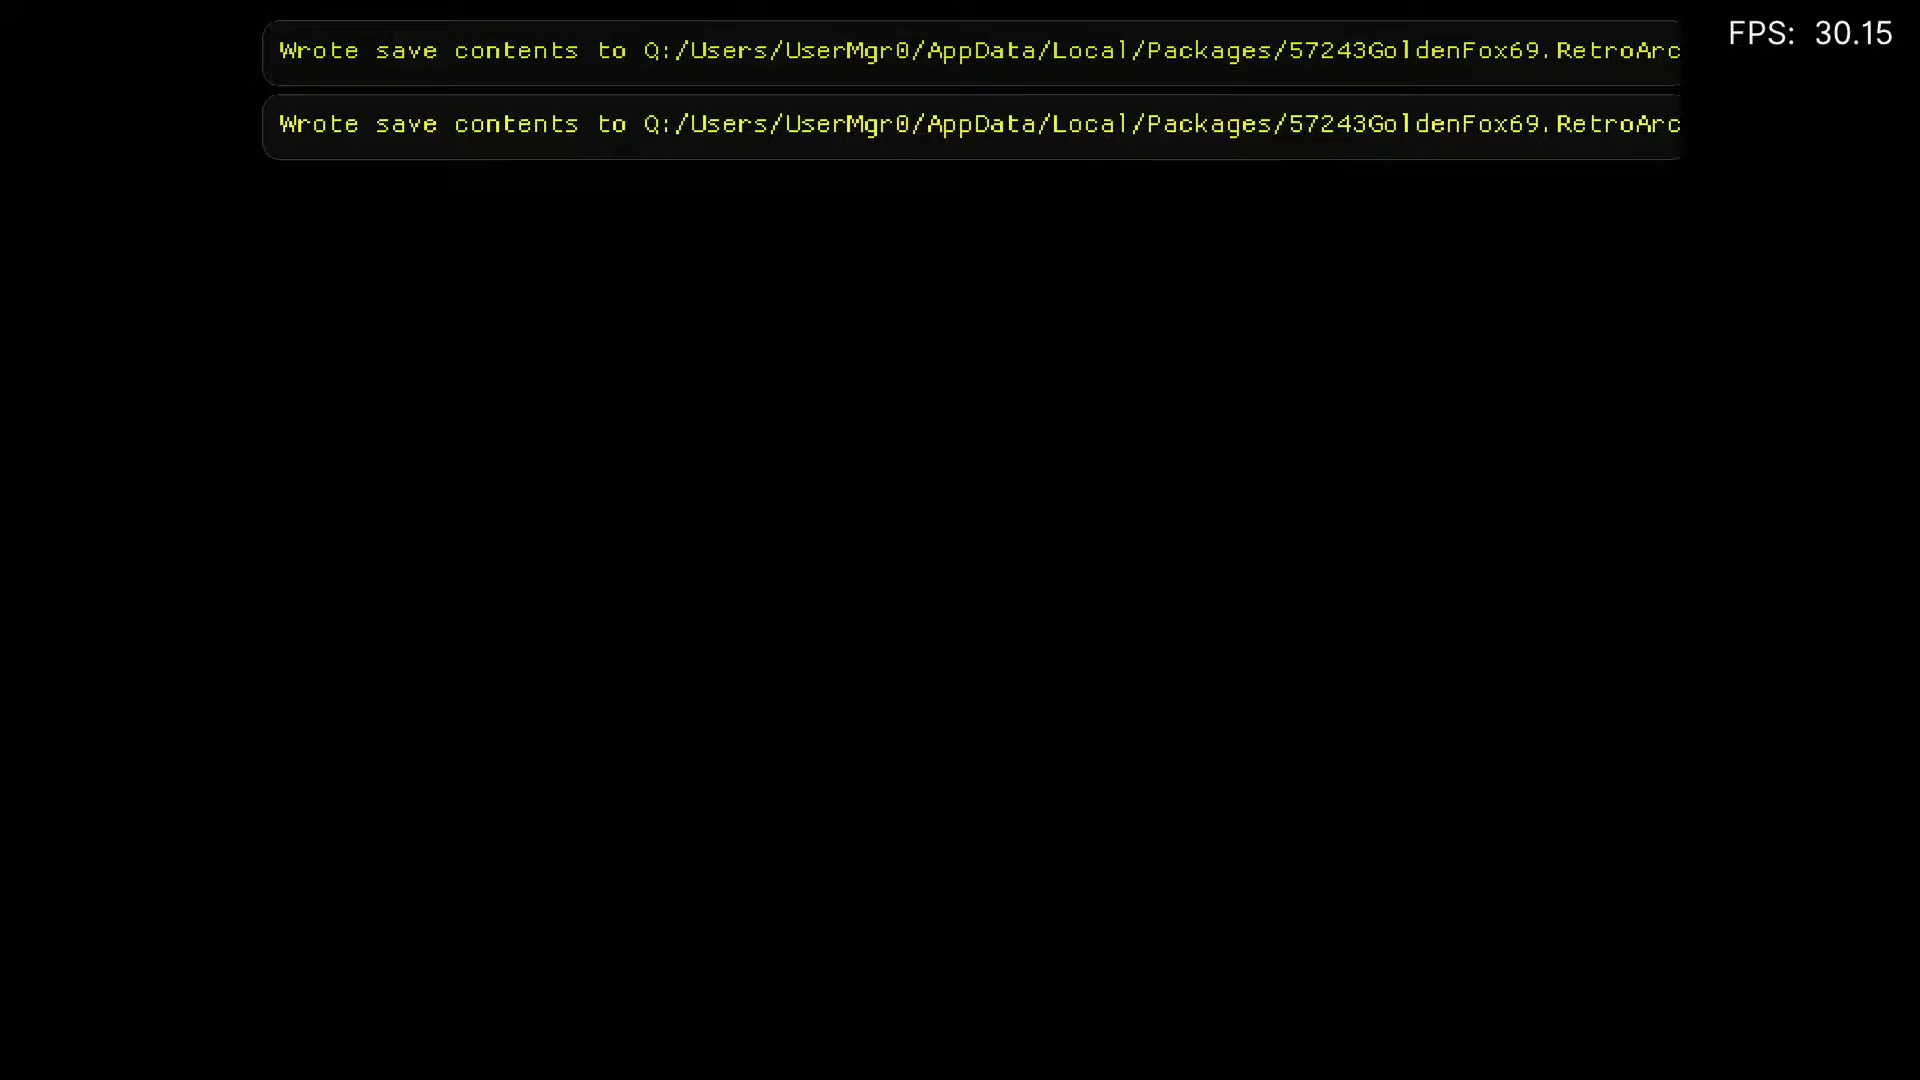 Wrote save contents to Q:/Users/UserMgr0/AppData/Local/Packages/57243GoldenFox69.RetroArc
FPS: 30.15
Wrote save contents to Q:/Users/UserMgr0/AppData/Local/Packages/57243GoldenFox69.RetroArc